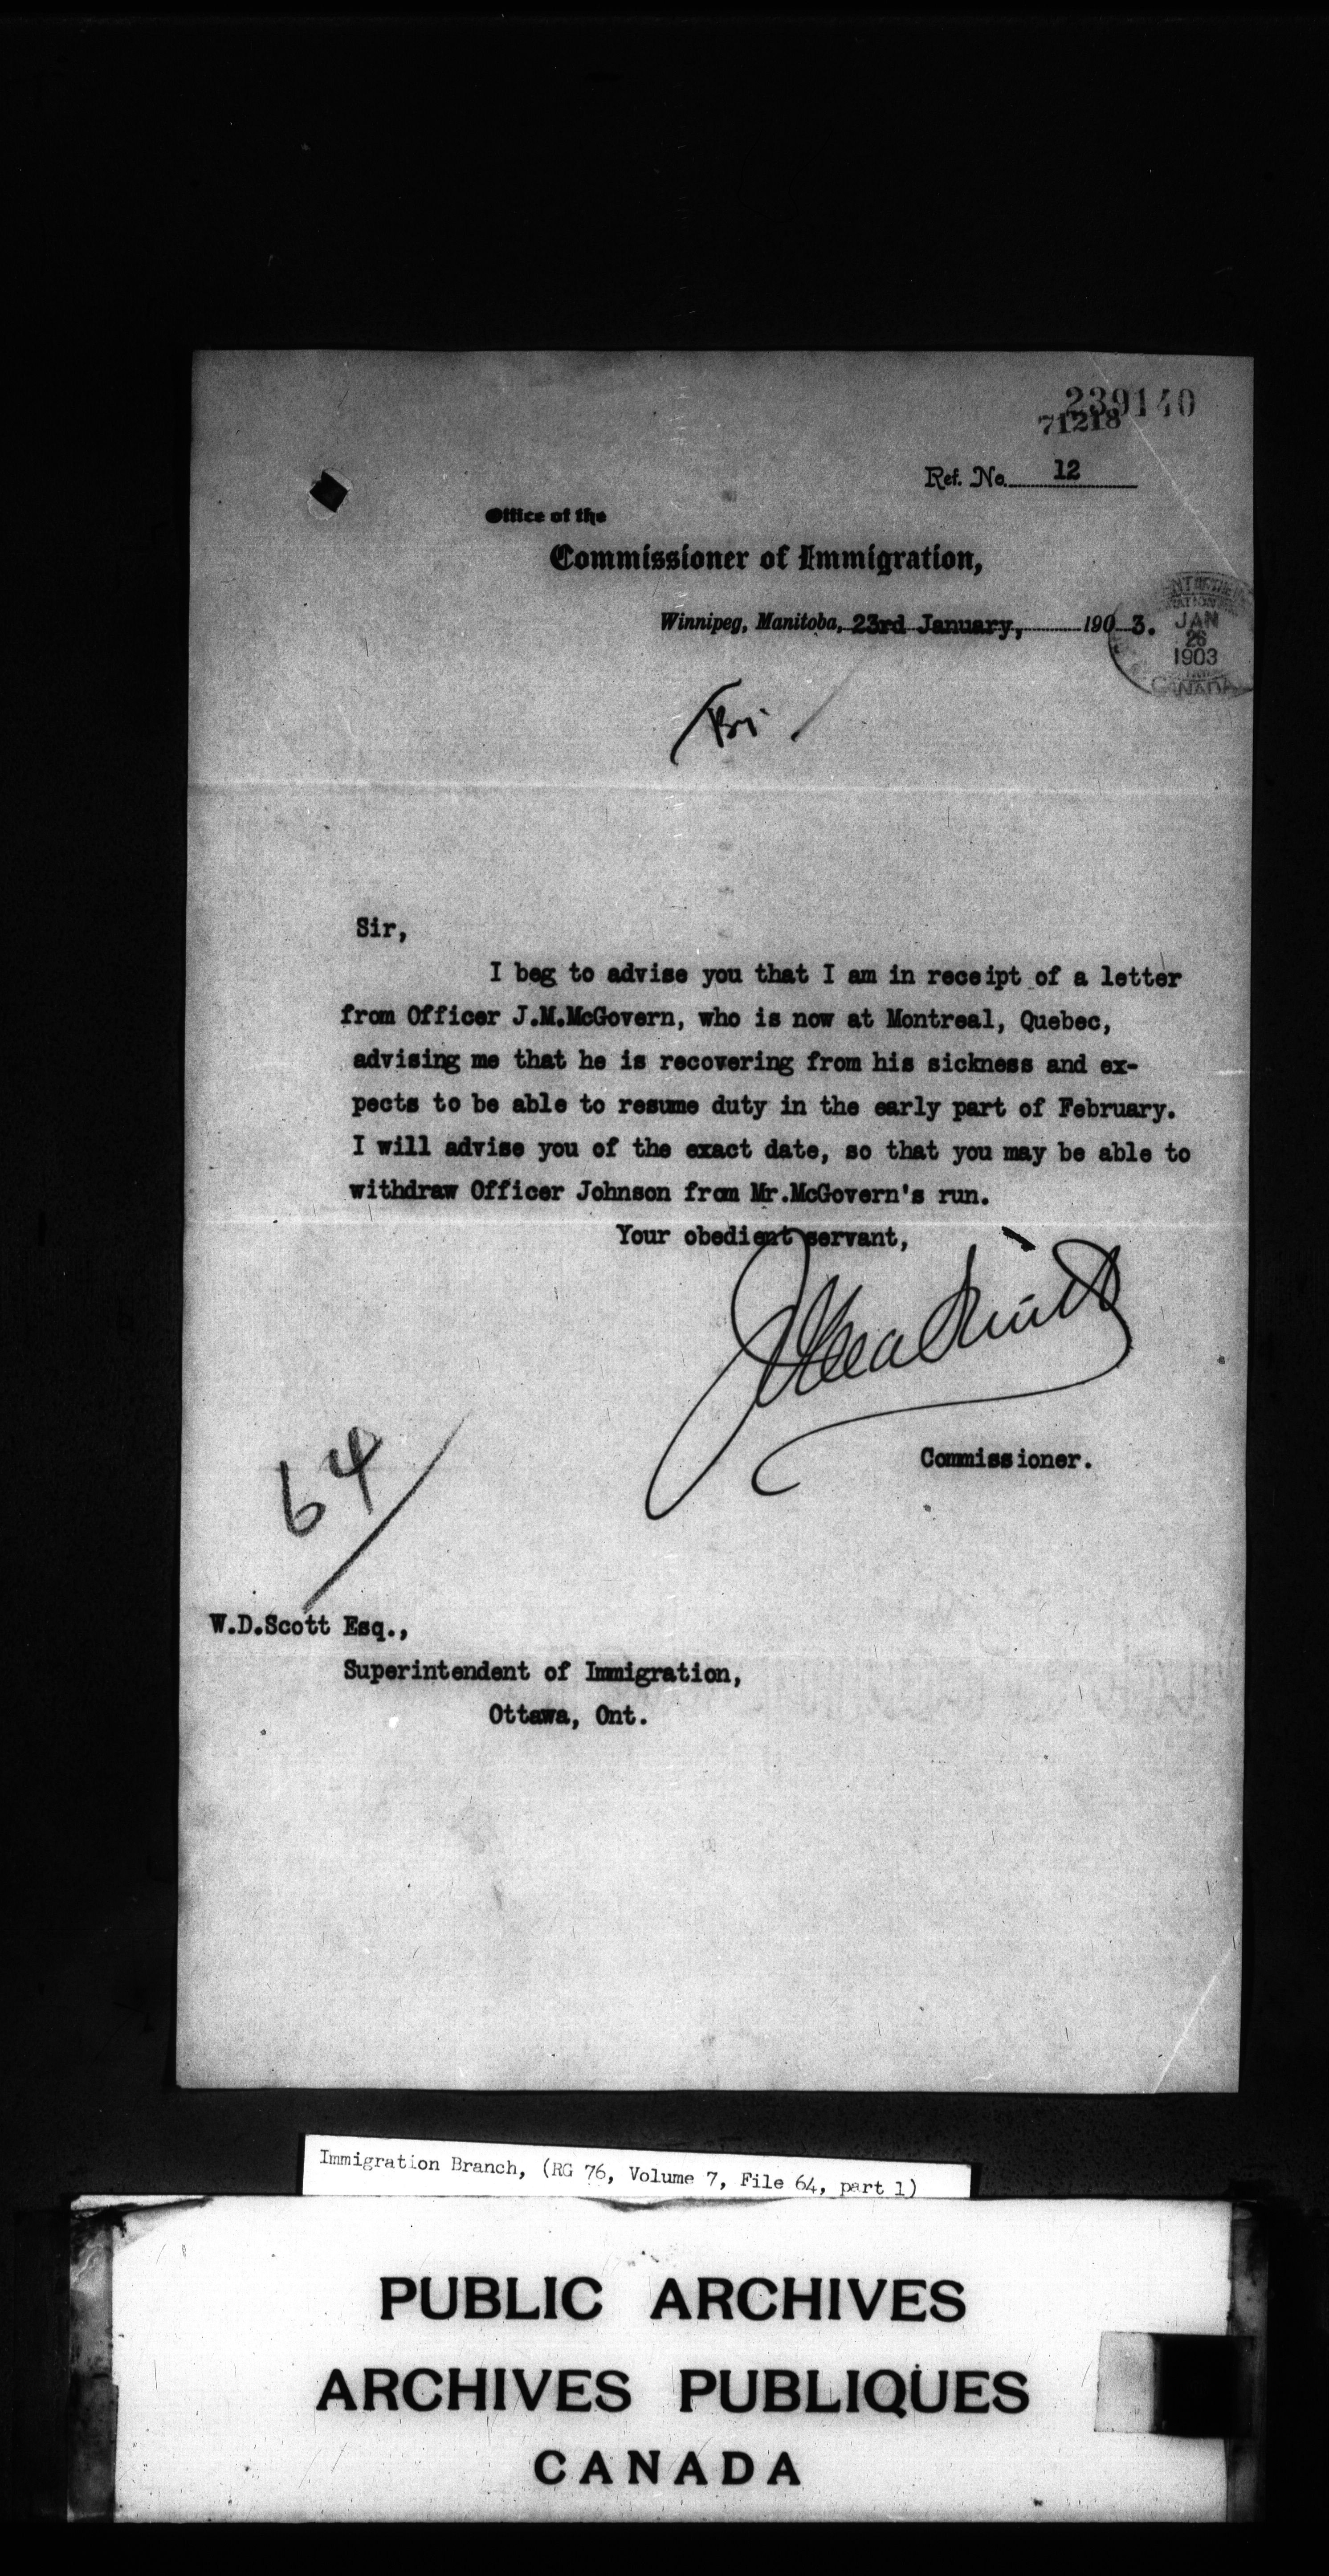 239140
71218
Ref. No. 12
Office of the
Commissioner of Immigration,
Winnipeg, Manitoba, 23rd January, 1903.
JAN
26
1903
CANADA
Sir,
I beg to advise you that I am in receipt of a letter
from Officer J.M.McGovern, who is now at Montreal, Quebec,
advising me that he is recovering from his sickness and ex-
pects to be able to resume duty in the early part of February.
I will advise you of the exact date, so that you may be able to
withdraw Officer Johnson from Mr.McGovern's run.
Your obedient servant,
Commissioner.
64
W.D.Scott Esq.,
Superintendent of Immigration,
Ottawa, Ont.
Immigration Branch, (RG 76, Volume 7, File 64, part 1)
PUBLIC ARCHIVES
ARCHIVES PUBLIQUES
CANADA